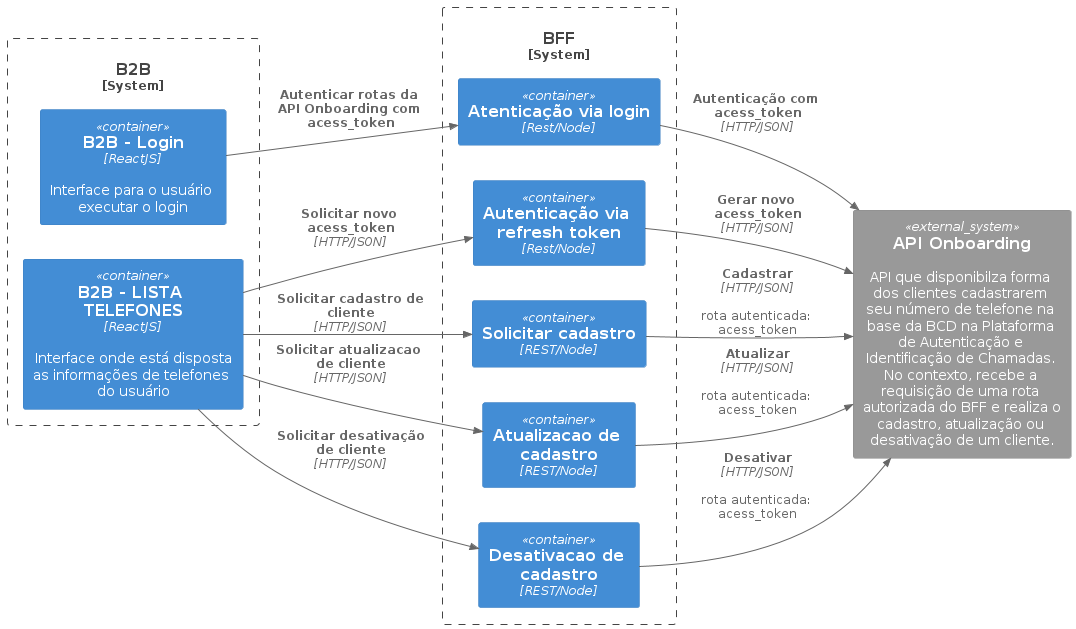 B2B
[System]
«container»
B2B - Login
[ReactJS]
Interface para o usuário
executar o login
«container»
B2B - LISTA
TELEFONES
[ReactJS]
Interface onde está disposta
as informações de telefones
do usuário
Autenticar rotas da
API Onboarding com
acess_token
Solicitar novo
acess_token
[HTTP/JSON]
Solicitar cadastro de
cliente
[HTTP/JSON]
Solicitar atualizacao
de cliente
[HTTP/JSON]
Solicitar desativação
de cliente
[HTTP/JSON]
BFF
[System]
«container»
Atenticação via login
[Rest/Node]
«container»
Autenticação via
refresh token
[Rest/Node]
«container»
Solicitar cadastro
[REST/Node]
«container»
Atualizacao de
cadastro
[REST/Node]
«container»
Desativacao de
cadastro
[REST/Node]
Autenticação com
acess_token
[HTTP/JSON]
Gerar novo
acess_token
[HTTP/JSON]
Cadastrar
[HTTP/JSON]
rota autenticada:
acess_token
Atualizar
[HTTP/JSON]
rota autenticada:
acess_token
Desativar
[HTTP/JSON]
rota autenticada:
acess_token
«external_system»
API Onboarding
API que disponibilza forma
dos clientes cadastrarem
seu número de telefone na
base da BCD na Plataforma
de Autenticação e
Identificação de Chamadas.
No contexto, recebe a
requisição de uma rota
autorizada do BFF e realiza o
cadastro, atualização ou
desativação de um cliente.